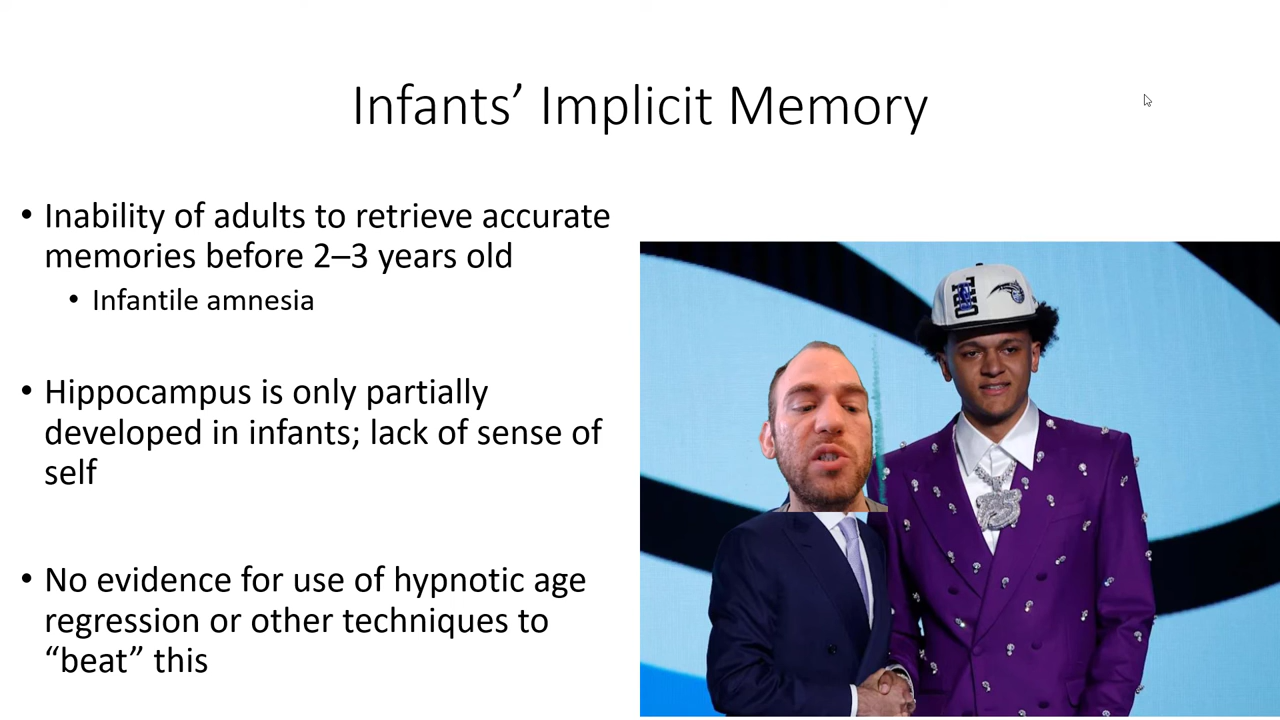 Infants’ Implicit Memory
• Inability of adults to retrieve accurate
memories before 2–3 years old
• Infantile amnesia
• Hippocampus is only partially
developed in infants; lack of sense of
self
• No evidence for use of hypnotic age
regression or other techniques to
“beat” this